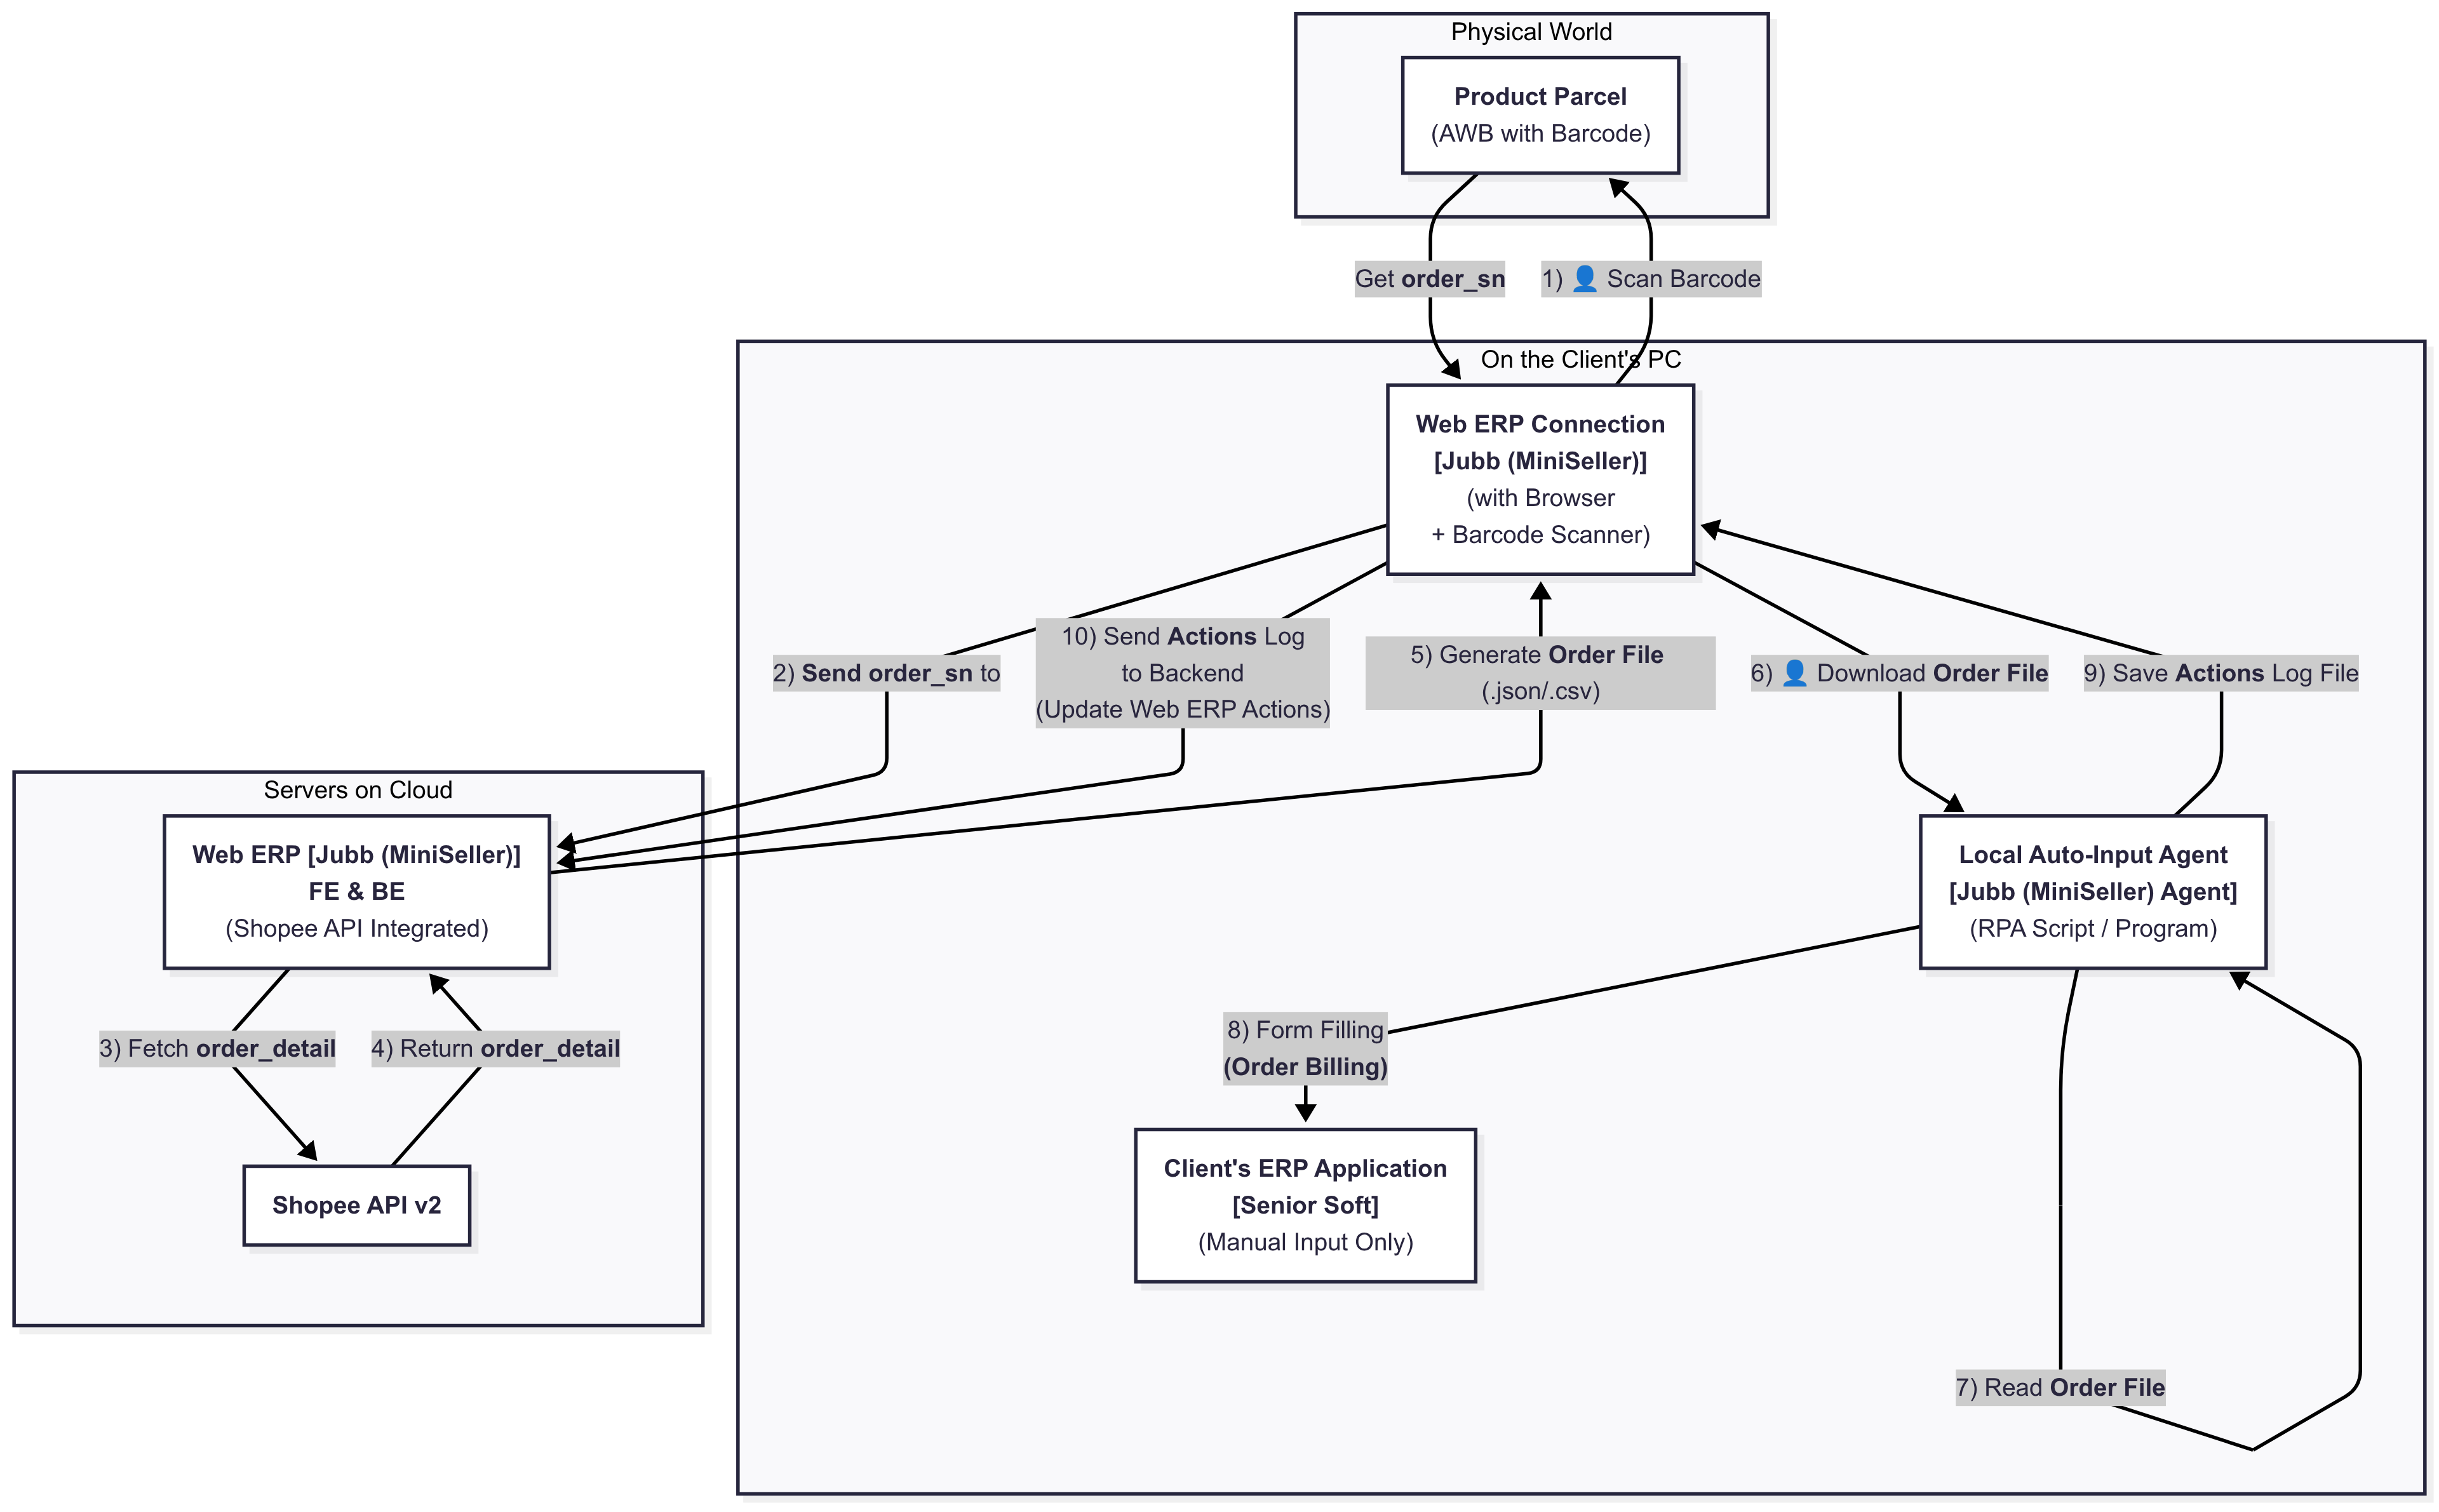 Physical World
Product Parcel
(AWB with Barcode)
Get order_sn
1) 👤 Scan Barcode
On the Client's PC
Web ERP Connection
[Jubb (MiniSeller)]
(with Browser
+ Barcode Scanner)
2) Send order_sn to
10) Send Actions Log
to Backend
(Update Web ERP Actions)
5) Generate Order File
(.json/.csv)
6) 👤 Download Order File
9) Save Actions Log File
Servers on Cloud
Web ERP [Jubb (MiniSeller)]
FE & BE
(Shopee API Integrated)
Local Auto-Input Agent
[Jubb (MiniSeller) Agent]
(RPA Script / Program)
3) Fetch order_detail
4) Return order_detail
8) Form Filling
(Order Billing)
Shopee API v2
Client's ERP Application
[Senior Soft]
(Manual Input Only)
7) Read Order File